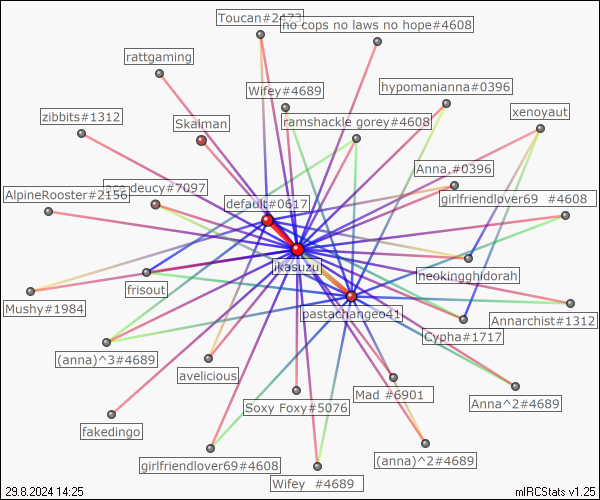 Toucan#2473
no cops no laws no hope#4608
rattgaming
Wifey#4689
hypomanianna#0396
zibbits#1312
Skalman
ramshackle gorey#4608
xenoyaut
Anna,#0396
AlpineRooster#2156
deucy#7097
default#0617
girlfriendlover69 #4608
ikasuzu
heokingghidorah
frisout
Mushy#1984
pastachangeo41
Annarchist#1312
Cypha#1717
(anna)^3#4689
avelicious
Mad #6901
Soxy Foxy#5076
Anna^2#4689
fakedingo
girlfriendlover69#4608
(anna)^2#4689
Wifey #4689
29.8.2024 14:25
mIRCStats v1.25